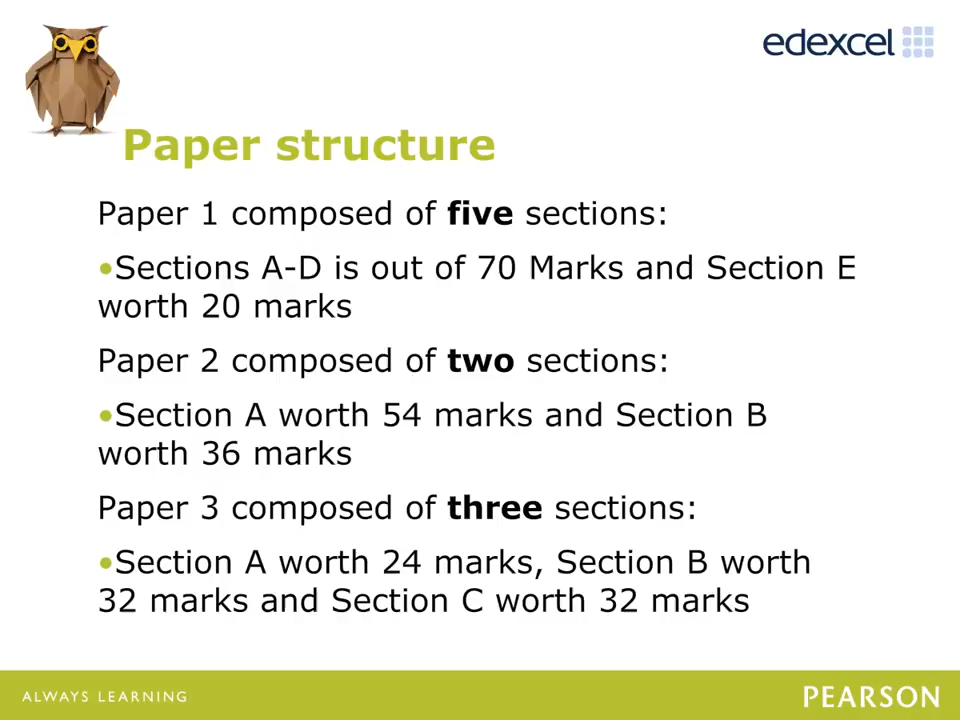 edexcel
Paper structure
Paper 1 composed of five sections:
•Sections A-D is out of 70 Marks and Section E
worth 20 marks
Paper 2 composed of two sections:
•Section A worth 54 marks and Section B
worth 36 marks
Paper 3 composed of three sections:
•Section A worth 24 marks, Section B worth
32 marks and Section C worth 32 marks
ALWAYS LEARNING
PEARSON